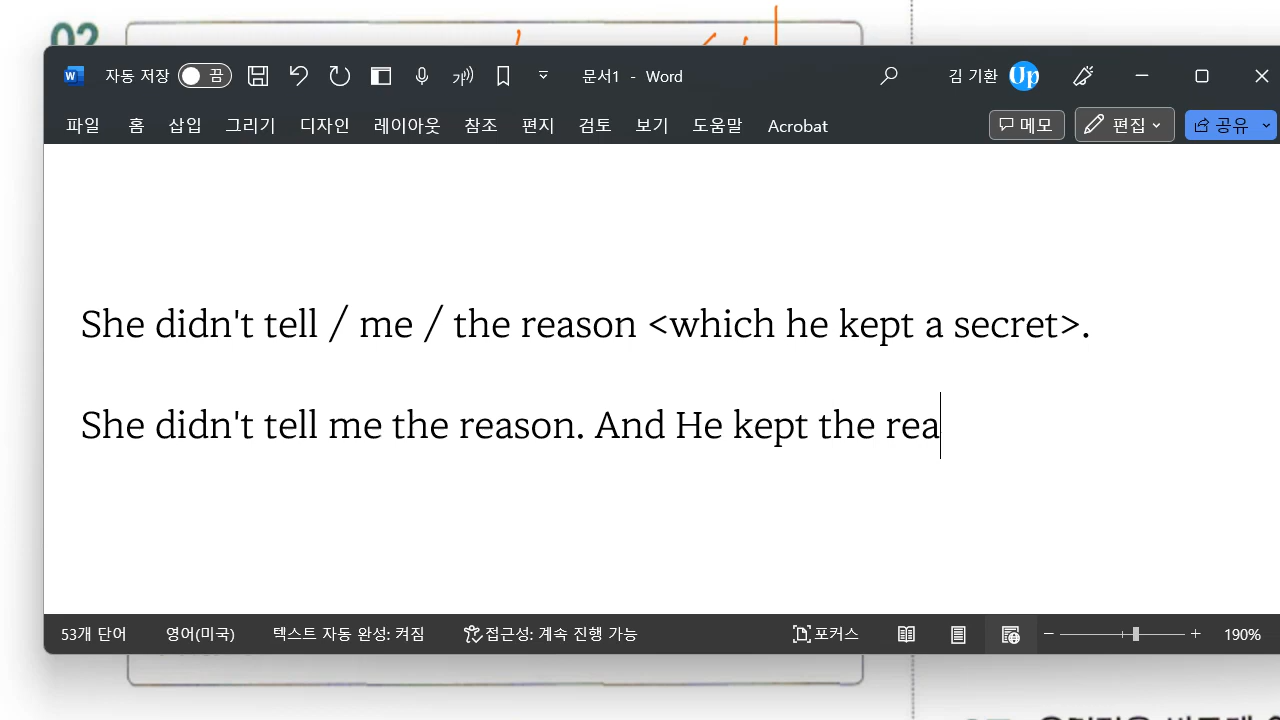 02
자동 저장 끔 문서1 - Word 김 기환 Up
파일 홈 삽입 그리기 디자인 레이아웃 참조 편지 검토 보기 도움말 Acrobat 메모 편집 공유
She didn't tell / me / the reason <which he kept a secret>.
She didn't tell me the reason. And He kept the rea
53개 단어 영어(미국) 텍스트 자동 완성: 켜짐 접근성: 계속 진행 가능 포커스 190%